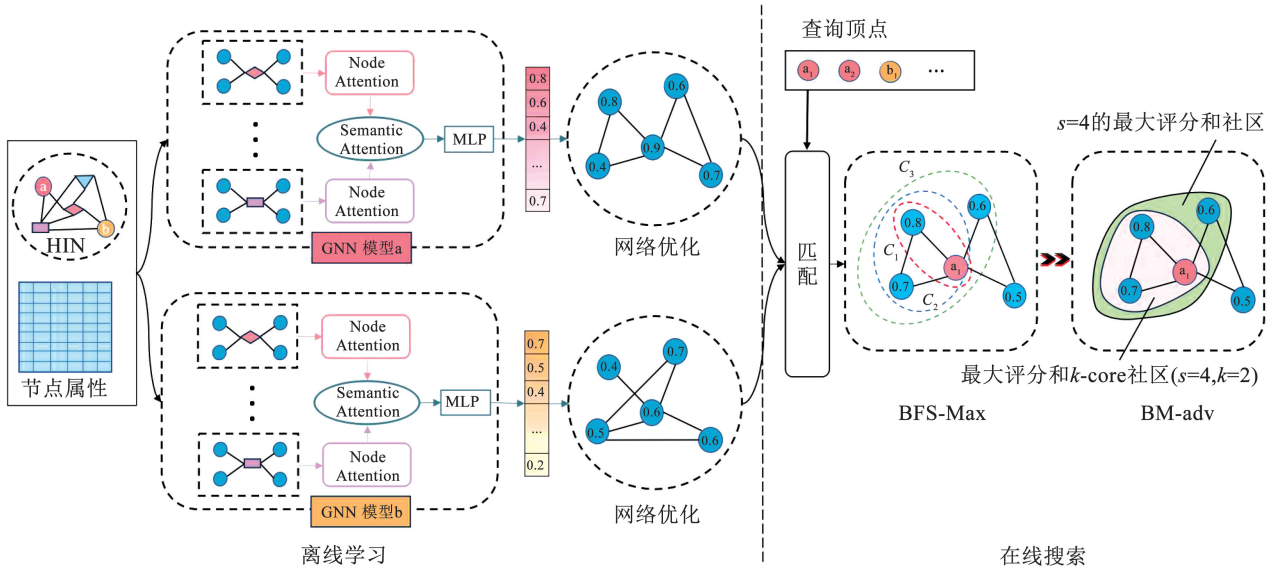 a
b
HIN
节点属性
Node
Attention
Semantic
Attention
Node
Attention
MLP
GNN 模型a
0.8
0.6
0.4
...
0.7
0.8
0.6
0.9
0.4
0.7
网络优化
Node
Attention
Semantic
Attention
Node
Attention
MLP
GNN 模型b
0.7
0.5
0.4
...
0.2
0.4
0.7
0.6
0.5
0.6
网络优化
离线学习
查询顶点
a₁ a₂ b₁ ...
匹
配
C₃
C₁
C₂
0.8
0.6
a₁
0.7
0.5
BFS-Max
s=4的最大评分和社区
0.8
0.6
a₁
0.7
0.5
最大评分和k-core社区(s=4,k=2)
BM-adv
在线搜索